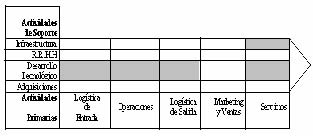 Actividades
de Soporte
Infraestructura
R.R.H.H
Desarrollo
Tecnológico
Adquisiciones
Actividades
Primarias
Logística
de
Entrada
Operaciones
Logística
de Salida
Marketing
y Ventas
Servicios